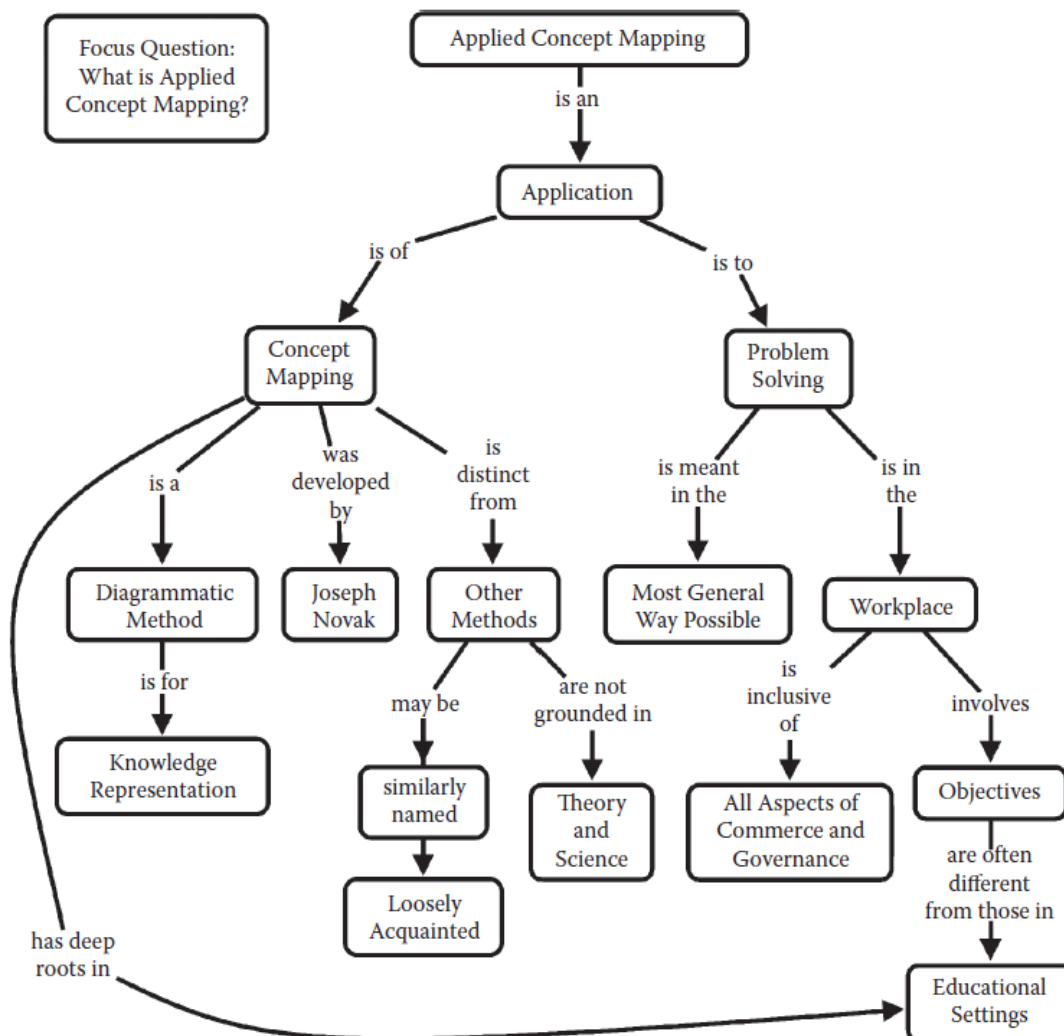 Focus Question:
What is Applied
Concept Mapping?
Applied Concept Mapping
is an
Application
is of
is to
Concept
Mapping
Problem
Solving
is a
was
developed
by
is
distinct
from
is meant
in the
is in
the
Diagrammatic
Method
Joseph
Novak
Other
Methods
Most General
Way Possible
Workplace
is for
may be
are not
grounded in
is
inclusive
of
involves
Knowledge
Representation
similarly
named
Theory
and
Science
All Aspects of
Commerce and
Governance
Objectives
Loosely
Acquainted
are often
different
from those in
has deep
roots in
Educational
Settings